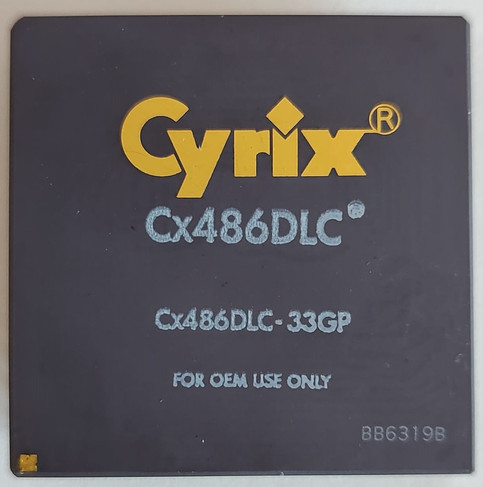 Cyrix®
Cx486DLC®
Cx486DLC-33GP
FOR OEM USE ONLY
BB6319B